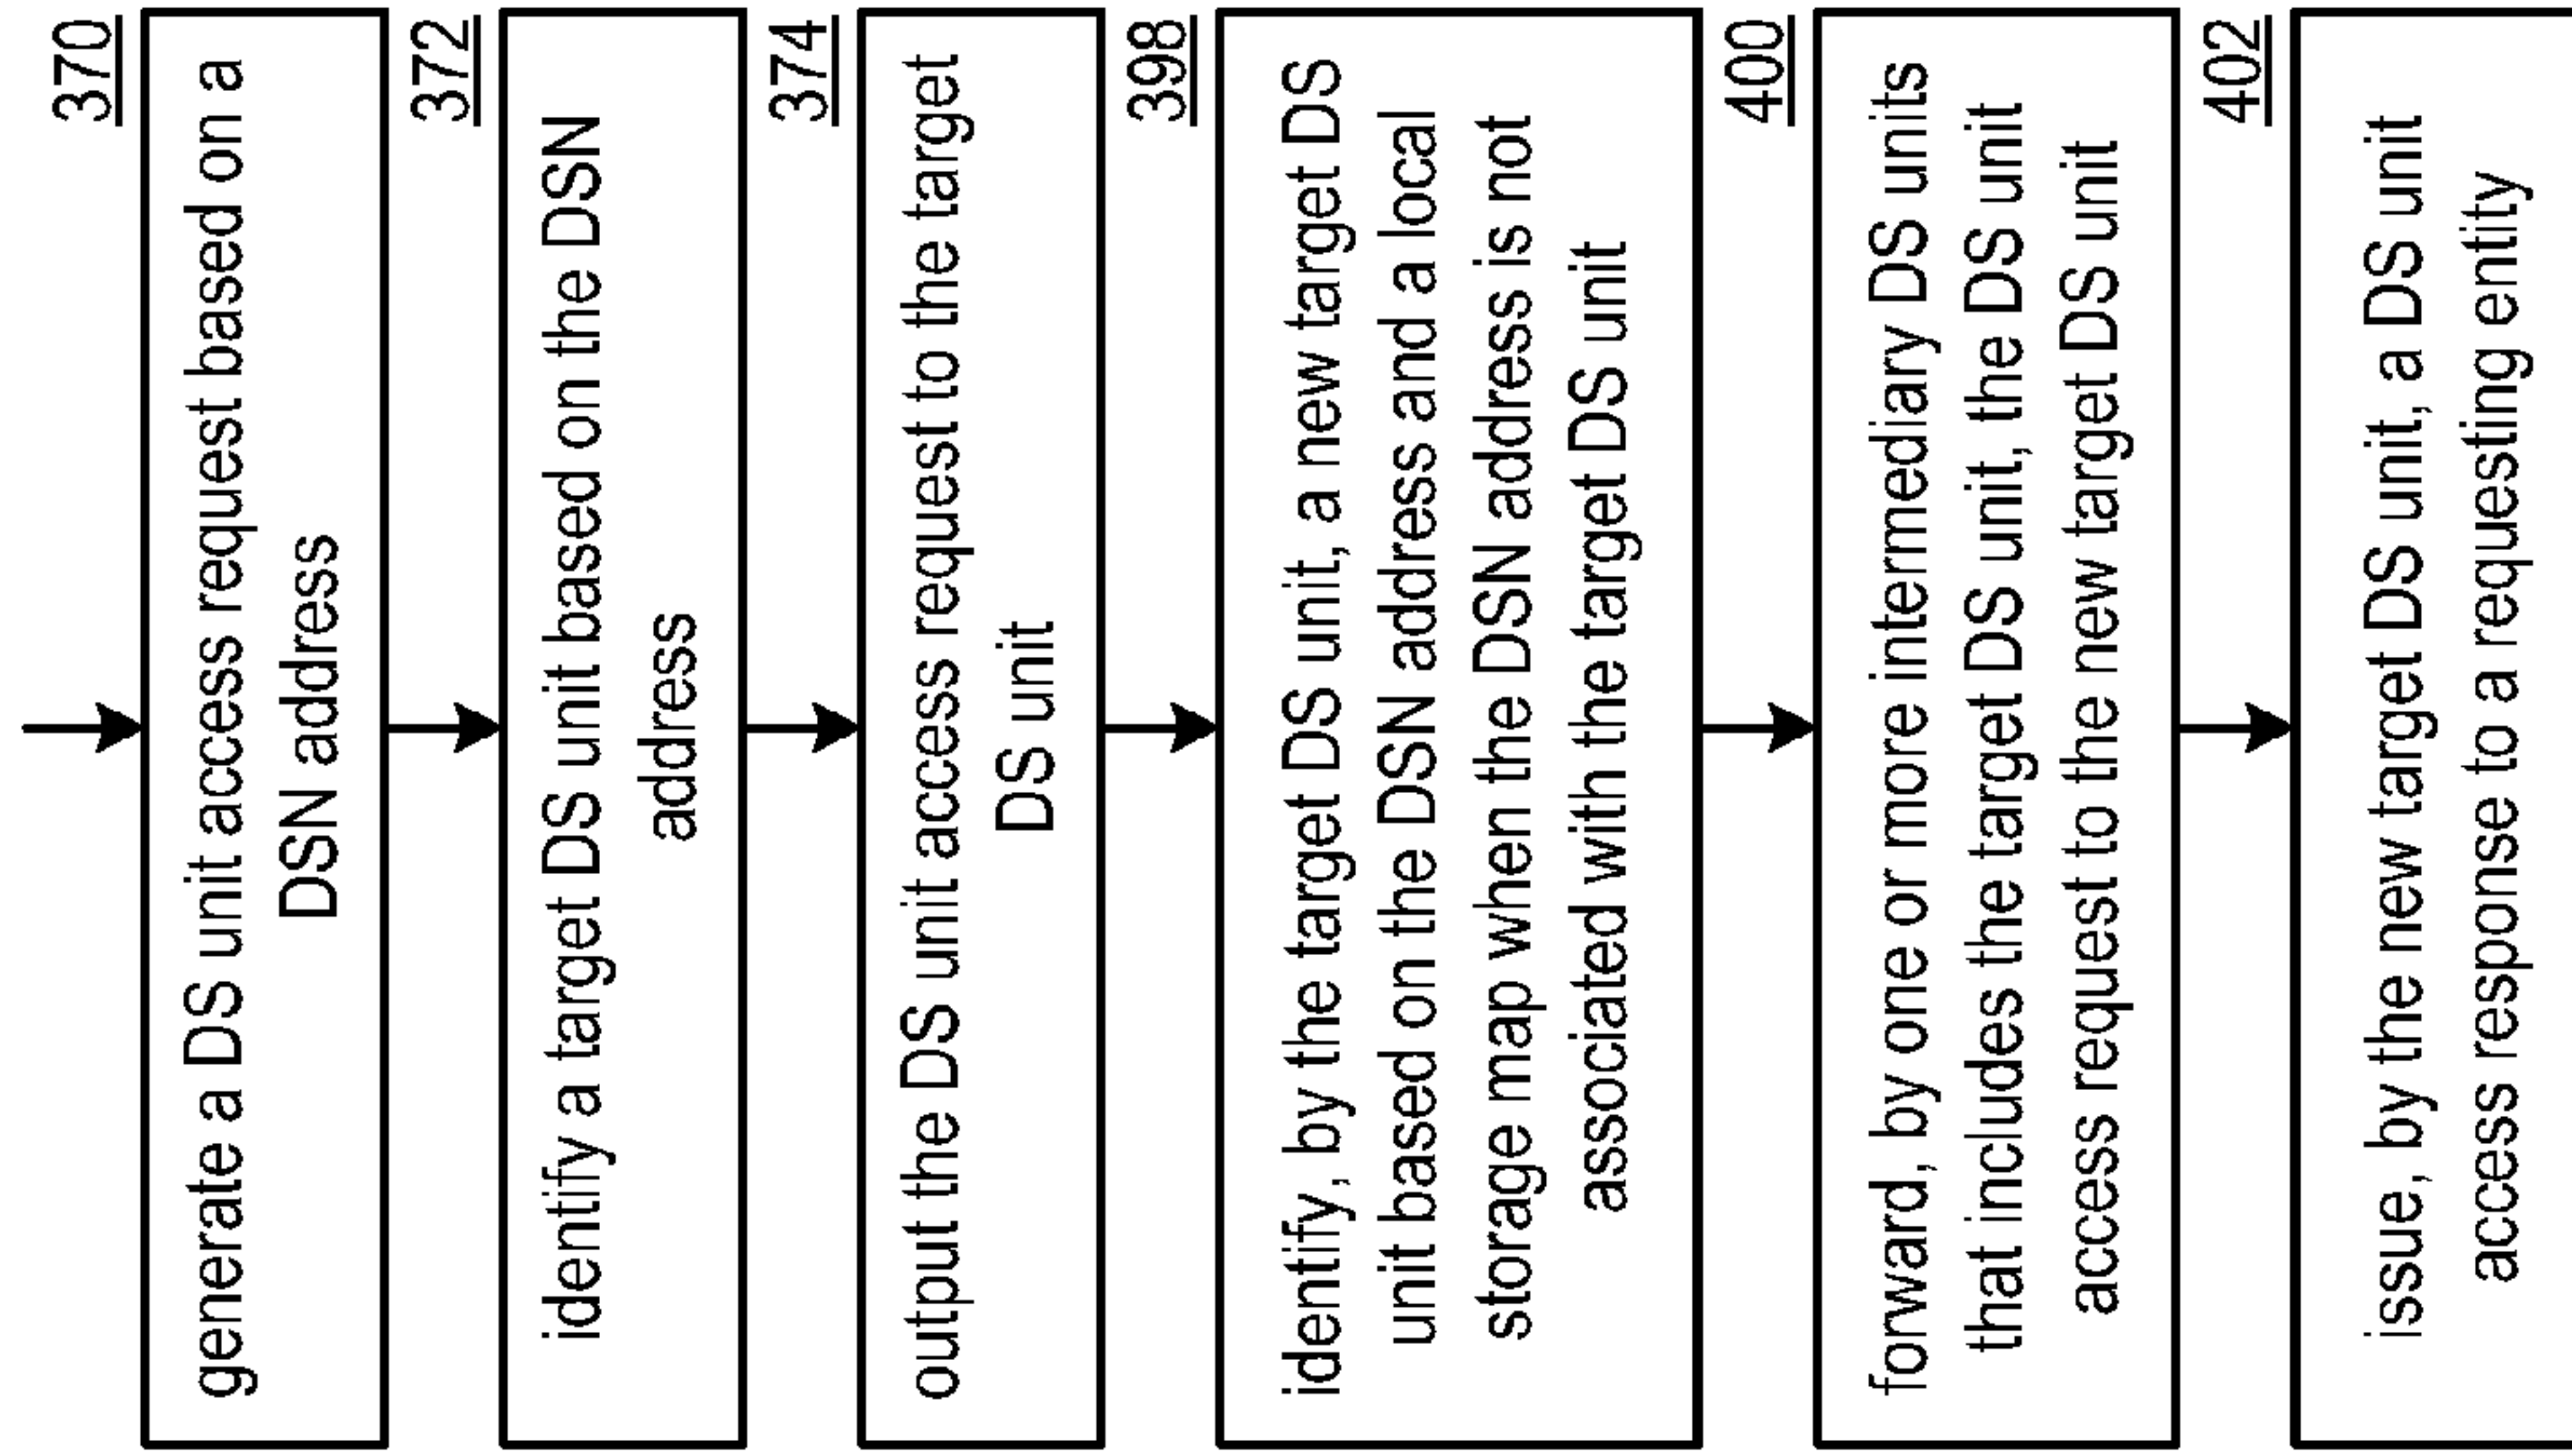 370
generate a DS unit access request based on a
DSN address
372
identify a target DS unit based on the DSN
address
374
output the DS unit access request to the target
DS unit
398
identify, by the target DS unit, a new target DS
unit based on the DSN address and a local
storage map when the DSN address is not
associated with the target DS unit
400
forward, by one or more intermediary DS units
that includes the target DS unit, the DS unit
access request to the new target DS unit
402
issue, by the new target DS unit, a DS unit
access response to a requesting entity